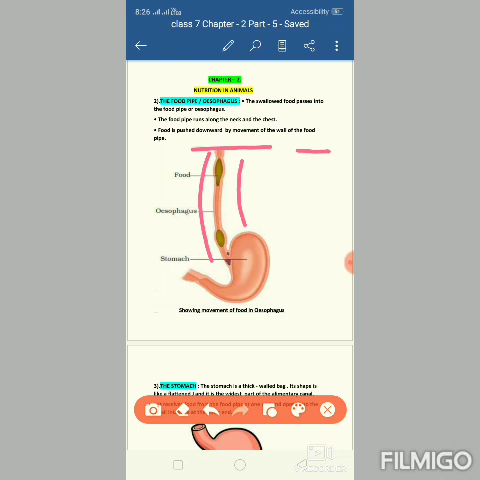 8:26
Accessibility
class 7 Chapter - 2 Part - 5 - Saved
CHAPTER- 2.
NUTRITION IN ANIMALS
2).THE FOOD PIPE / OESOPHAGUS : • The swallowed food passes into
the food pipe or oesophagus.
• The food pipe runs along the neck and the chest.
• Food is pushed downward by movement of the wall of the food
pipe.
Food
Oesophagus
Stomach
Showing movement of food in Oesophagus
3).THE STOMACH : The stomach is a thick - walled bag . Its shape is
like a flattened J and it is the widest part of the alimentary canal.
RECORDER
FILMIGO